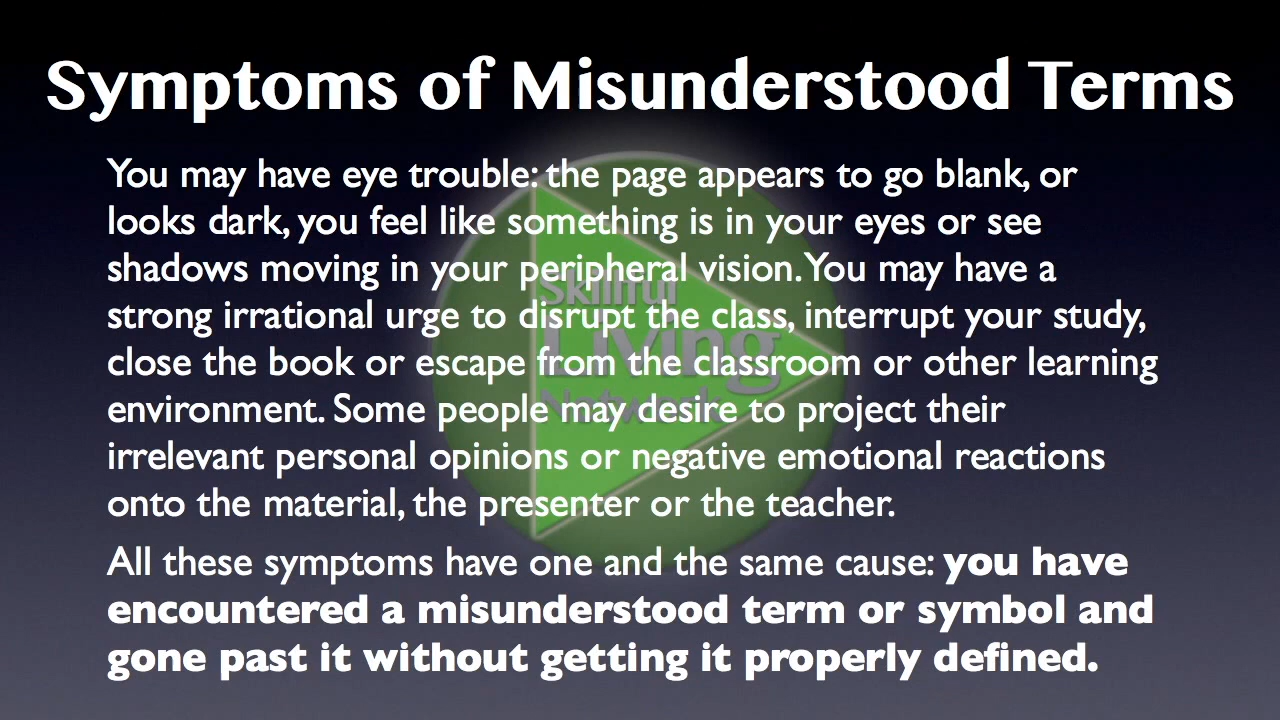 Symptoms of Misunderstood Terms
You may have eye trouble: the page appears to go blank, or
looks dark, you feel like something is in your eyes or see
shadows moving in your peripheral vision. You may have a
strong irrational urge to disrupt the class, interrupt your study,
close the book or escape from the classroom or other learning
environment. Some people may desire to project their
irrelevant personal opinions or negative emotional reactions
onto the material, the presenter or the teacher.
All these symptoms have one and the same cause: you have
encountered a misunderstood term or symbol and
gone past it without getting it properly defined.
Skillful
Living
Network